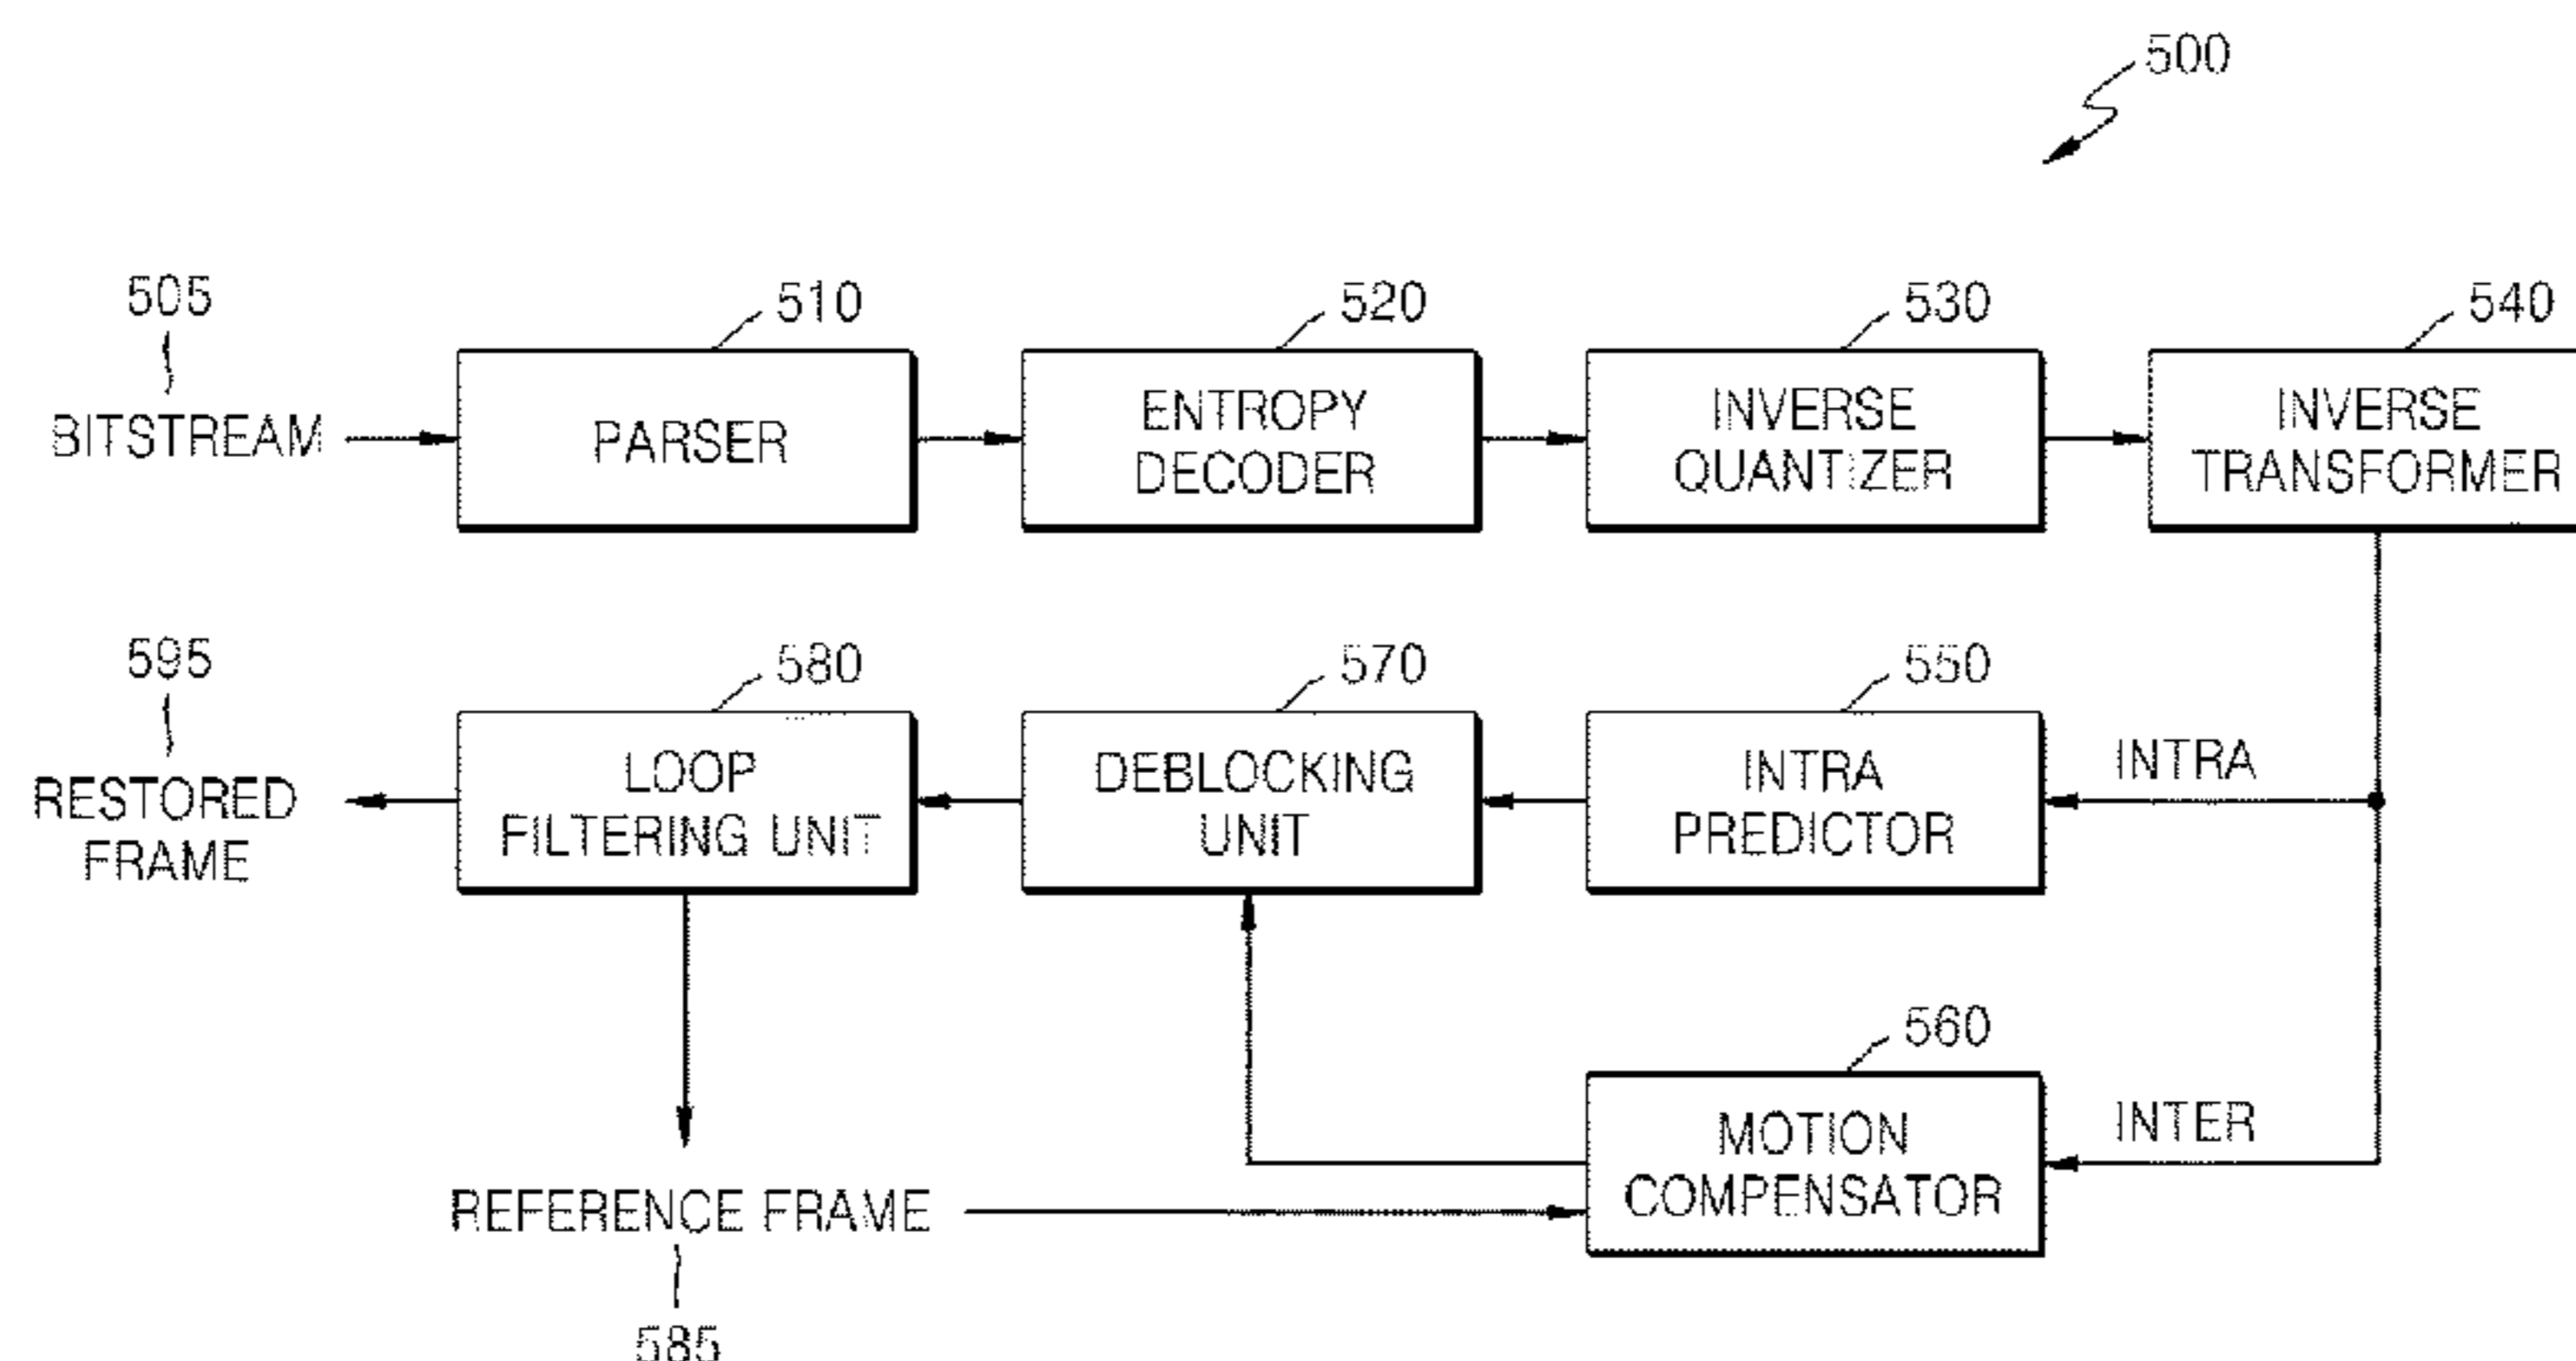 500
505
510
520
530
540
BITSTREAM
PARSER
ENTROPY
DECODER
INVERSE
QUANTIZER
INVERSE
TRANSFORMER
595
580
570
550
RESTORED
FRAME
LOOP
FILTERING UNIT
DEBLOCKING
UNIT
INTRA
PREDICTOR
INTRA
560
MOTION
COMPENSATOR
INTER
REFERENCE FRAME
585